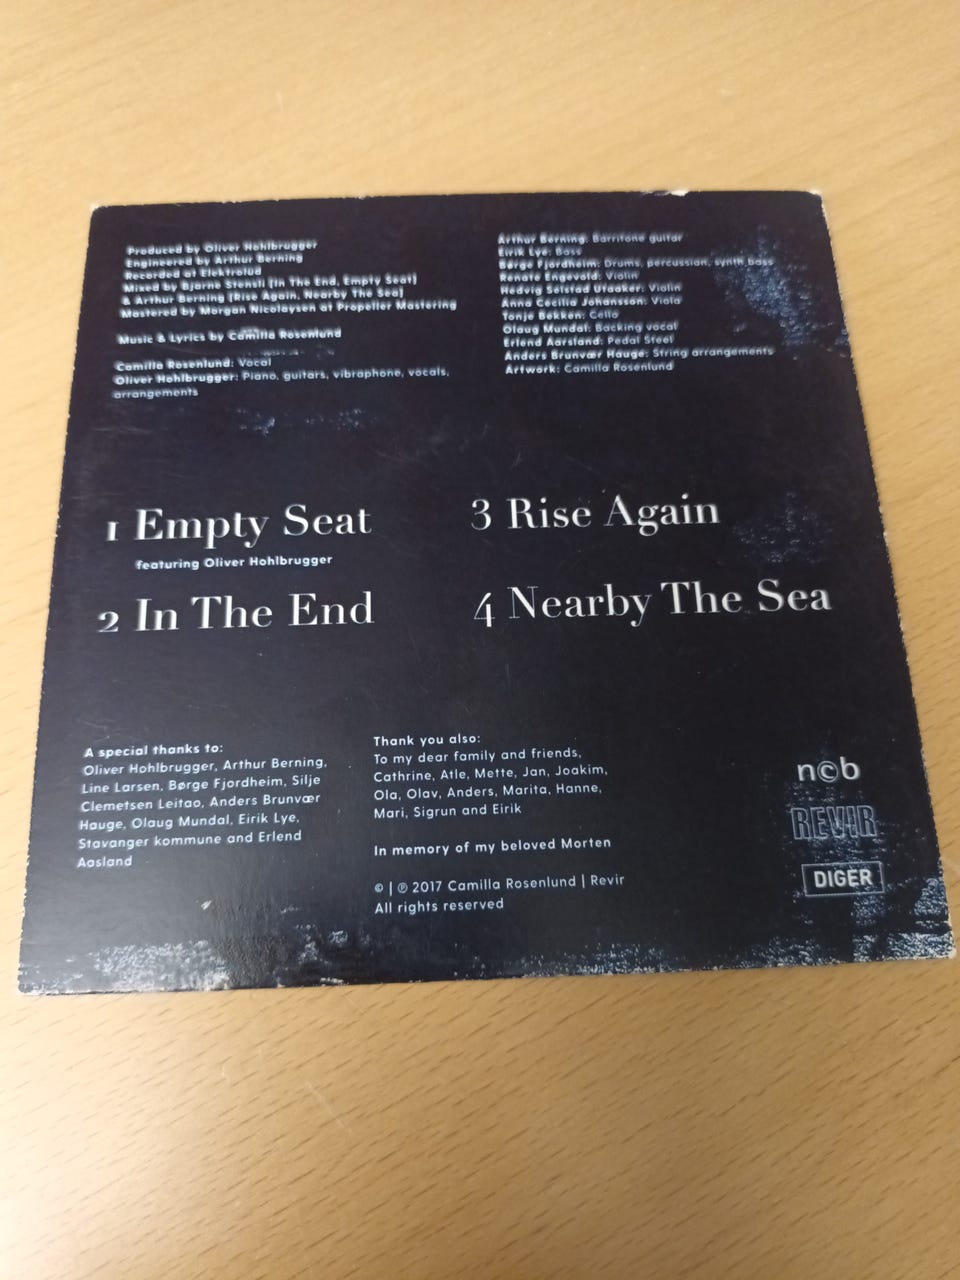 Produced by Oliver Hohlbrugger
Engineered by Arthur Berning
Recorded at Elektrolud
Mixed by Bjarne Stensli [In The End, Empty Seat]
& Arthur Berning [Rise Again, Nearby The Sea]
Mastered by Morgan Nicolaysen at Propeller Mastering
Music & Lyrics by Camilla Rosenlund
Camilla Rosenlund: Vocal
Oliver Hohlbrugger: Piano, guitars, vibraphone, vocals,
arrangements
Arthur Berning: Barritone guitar
Eirik Lye: Bass
Børge Fjordheim: Drums, percussion, synth bass
Renate Engevold: Violin
Hedvig Solstad Utaaker: Violin
Anna Cecilia Johansson: Viola
Tonje Bekken: Cello
Olaug Mundal: Backing vocal
Erlend Aarsland: Pedal Steel
Anders Brunvær Hauge: String arrangements
Artwork: Camilla Rosenlund
1 Empty Seat
featuring Oliver Hohlbrugger
2 In The End
3 Rise Again
4 Nearby The Sea
A special thanks to:
Oliver Hohlbrugger, Arthur Berning,
Line Larsen, Børge Fjordheim, Silje
Clemetsen Leitao, Anders Brunvær
Hauge, Olaug Mundal, Eirik Lye,
Stavanger kommune and Erlend
Aasland
Thank you also:
To my dear family and friends,
Cathrine, Atle, Mette, Jan, Joakim,
Ola, Olav, Anders, Marita, Hanne,
Mari, Sigrun and Eirik
In memory of my beloved Morten
© | ℗ 2017 Camilla Rosenlund | Revir
All rights reserved
n©b
REVIR
DIGER